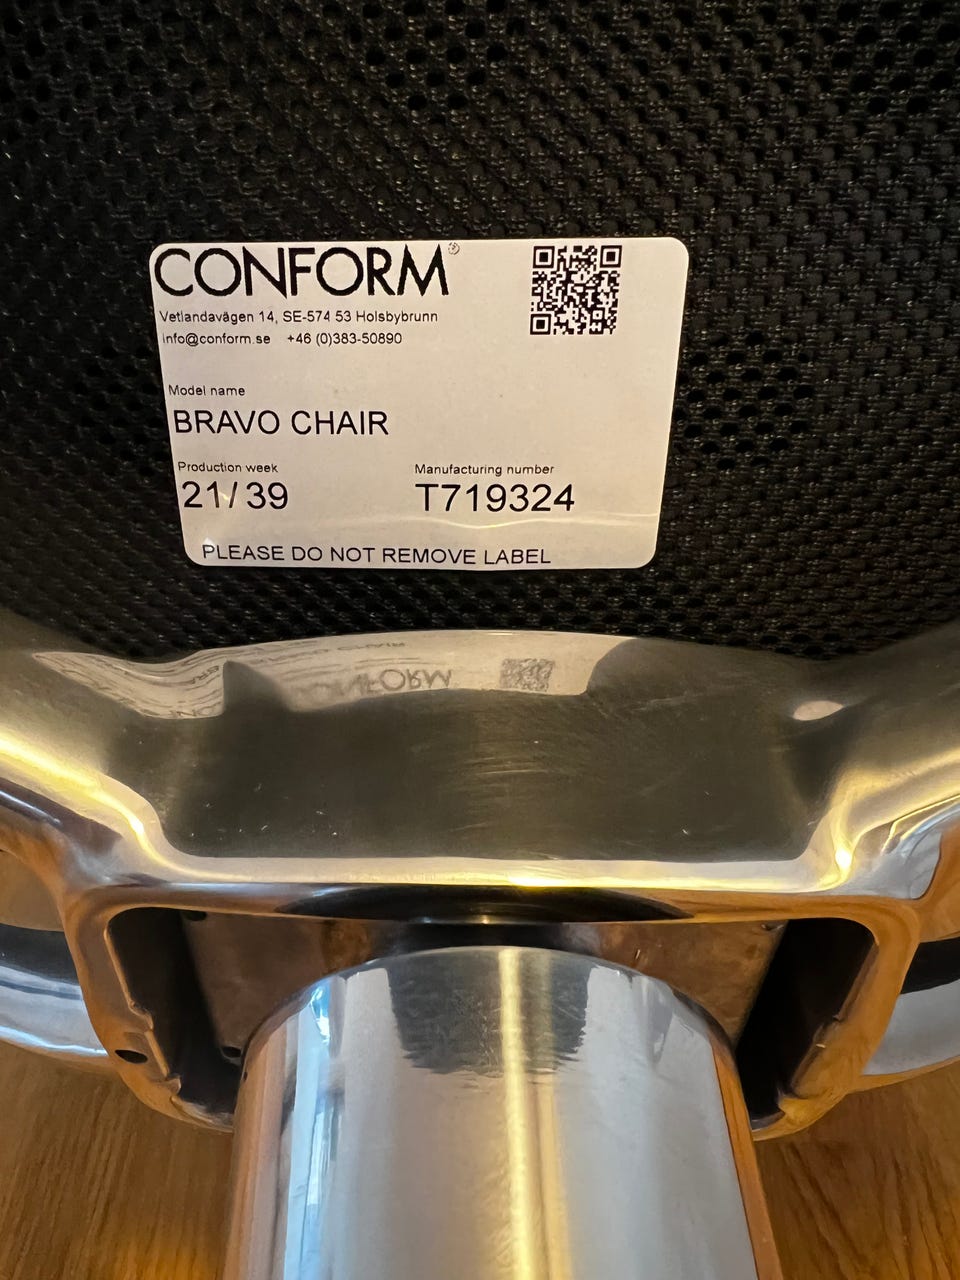 CONFORM®
Vetlandavägen 14, SE-574 53 Holsbybrunn
info@conform.se +46 (0)383-50890
Model name
BRAVO CHAIR
Production week
21/39
Manufacturing number
T719324
PLEASE DO NOT REMOVE LABEL